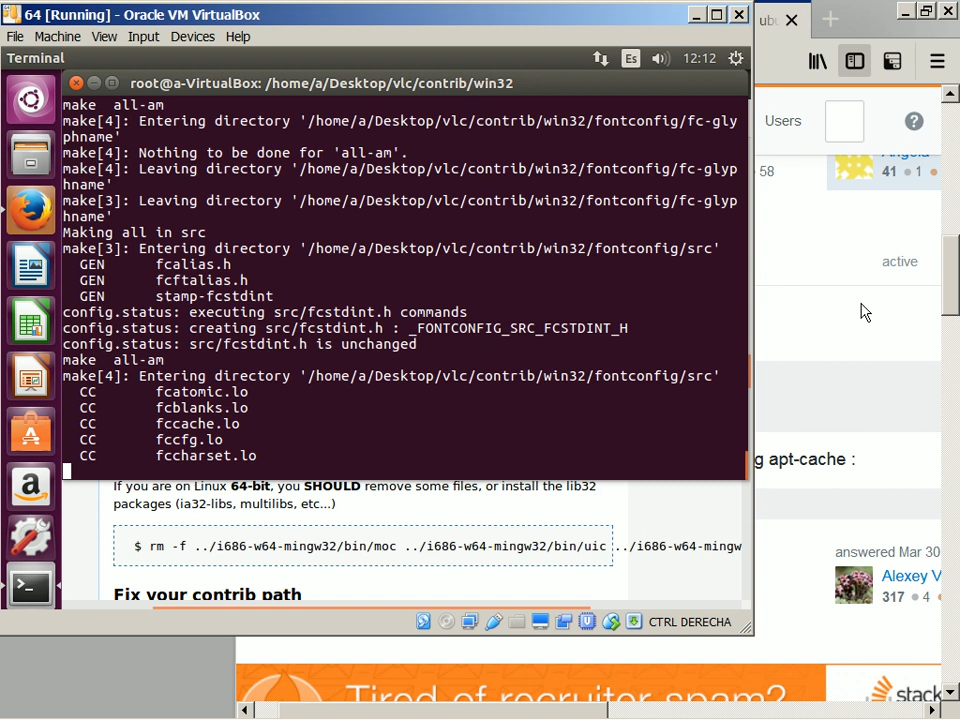 64 [Running] - Oracle VM VirtualBox
File Machine View Input Devices Help
Terminal
Es
12:12
root@a-VirtualBox: /home/a/Desktop/vlc/contrib/win32
make  all-am
make[4]: Entering directory '/home/a/Desktop/vlc/contrib/win32/fontconfig/fc-gly
phname'
make[4]: Nothing to be done for 'all-am'.
make[4]: Leaving directory '/home/a/Desktop/vlc/contrib/win32/fontconfig/fc-glyp
hname'
make[3]: Leaving directory '/home/a/Desktop/vlc/contrib/win32/fontconfig/fc-glyp
hname'
Making all in src
make[3]: Entering directory '/home/a/Desktop/vlc/contrib/win32/fontconfig/src'
GEN fcalias.h
GEN fcftalias.h
GEN stamp-fcstdint
config.status: executing src/fcstdint.h commands
config.status: creating src/fcstdint.h : _FONTCONFIG_SRC_FCSTDINT_H
config.status: src/fcstdint.h is unchanged
make  all-am
make[4]: Entering directory '/home/a/Desktop/vlc/contrib/win32/fontconfig/src'
CC fcatomic.lo
CC fcblanks.lo
CC fccache.lo
CC fccfg.lo
CC fccharset.lo
If you are on Linux 64-bit, you SHOULD remove some files, or install the lib32
packages (ia32-libs, multilibs, etc...)
$ rm -f ../i686-w64-mingw32/bin/moc ../i686-w64-mingw32/bin/uic ../i686-w64-mingw
Fix your contrib path
CTRL DERECHA
ubu
Users
?
58
41 1
active
g apt-cache :
answered Mar 30
Alexey V
317 4
Tired of recruiter spam?
stack